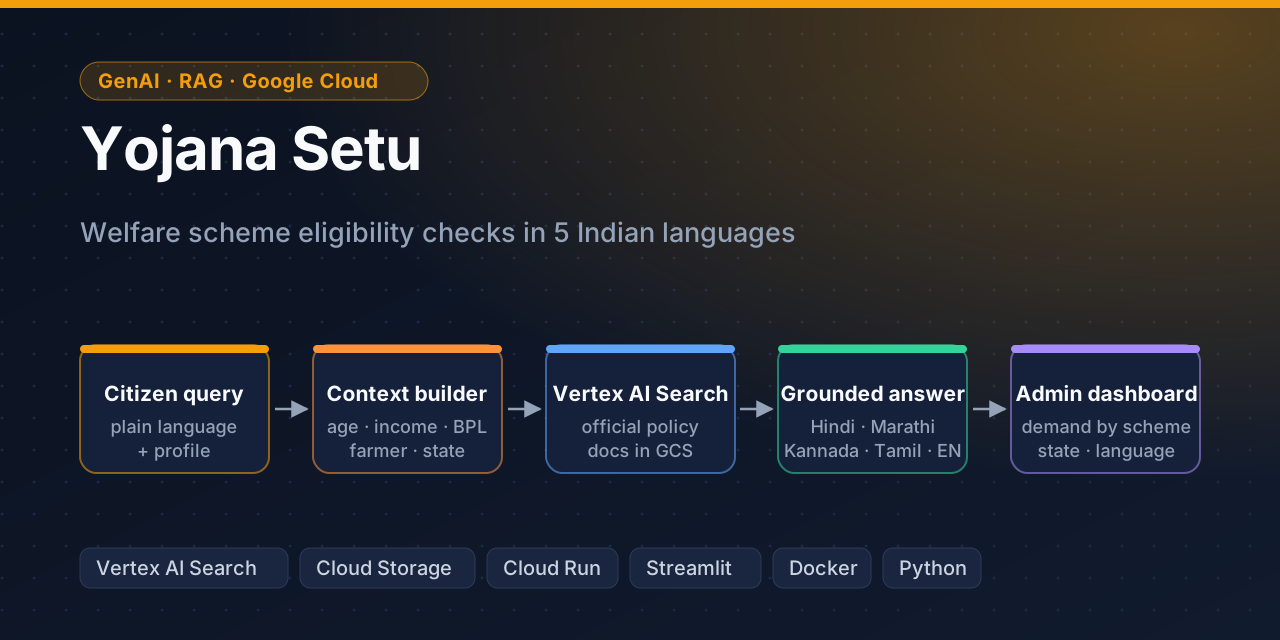 GenAI · RAG · Google Cloud
Yojana Setu
Welfare scheme eligibility checks in 5 Indian languages
Citizen query
plain language
+ profile
Context builder
age · income · BPL
farmer · state
Vertex AI Search
official policy
docs in GCS
Grounded answer
Hindi · Marathi
Kannada · Tamil · EN
Admin dashboard
demand by scheme
state · language
Vertex AI Search
Cloud Storage
Cloud Run
Streamlit
Docker
Python